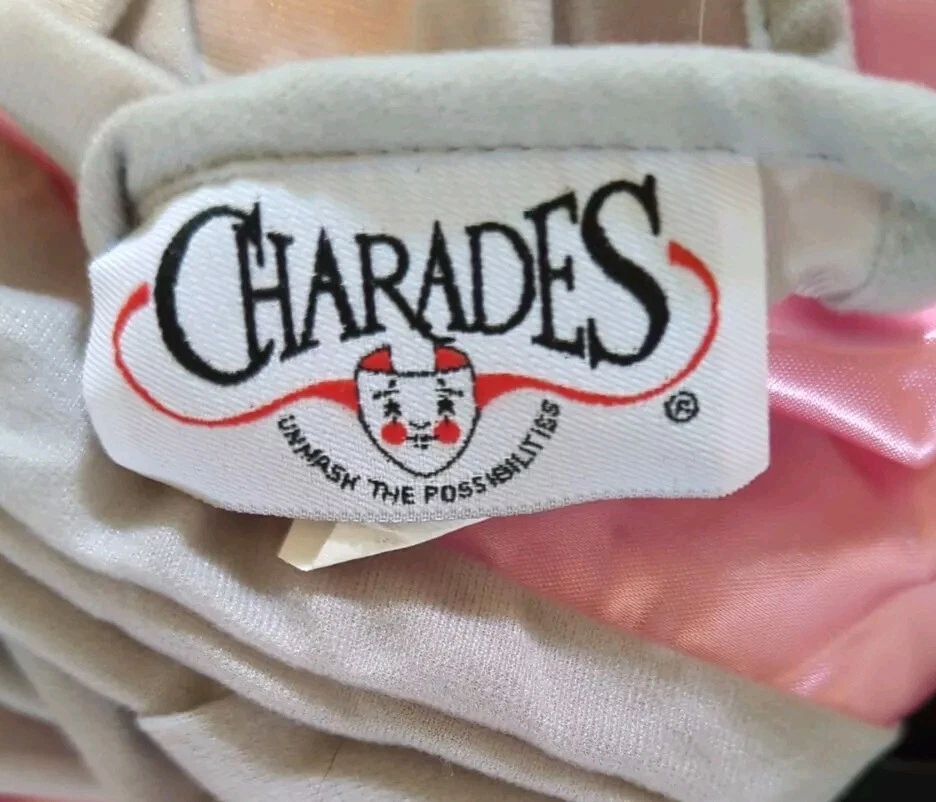 CHARADES
®
UNMASK THE POSSIBILITIES